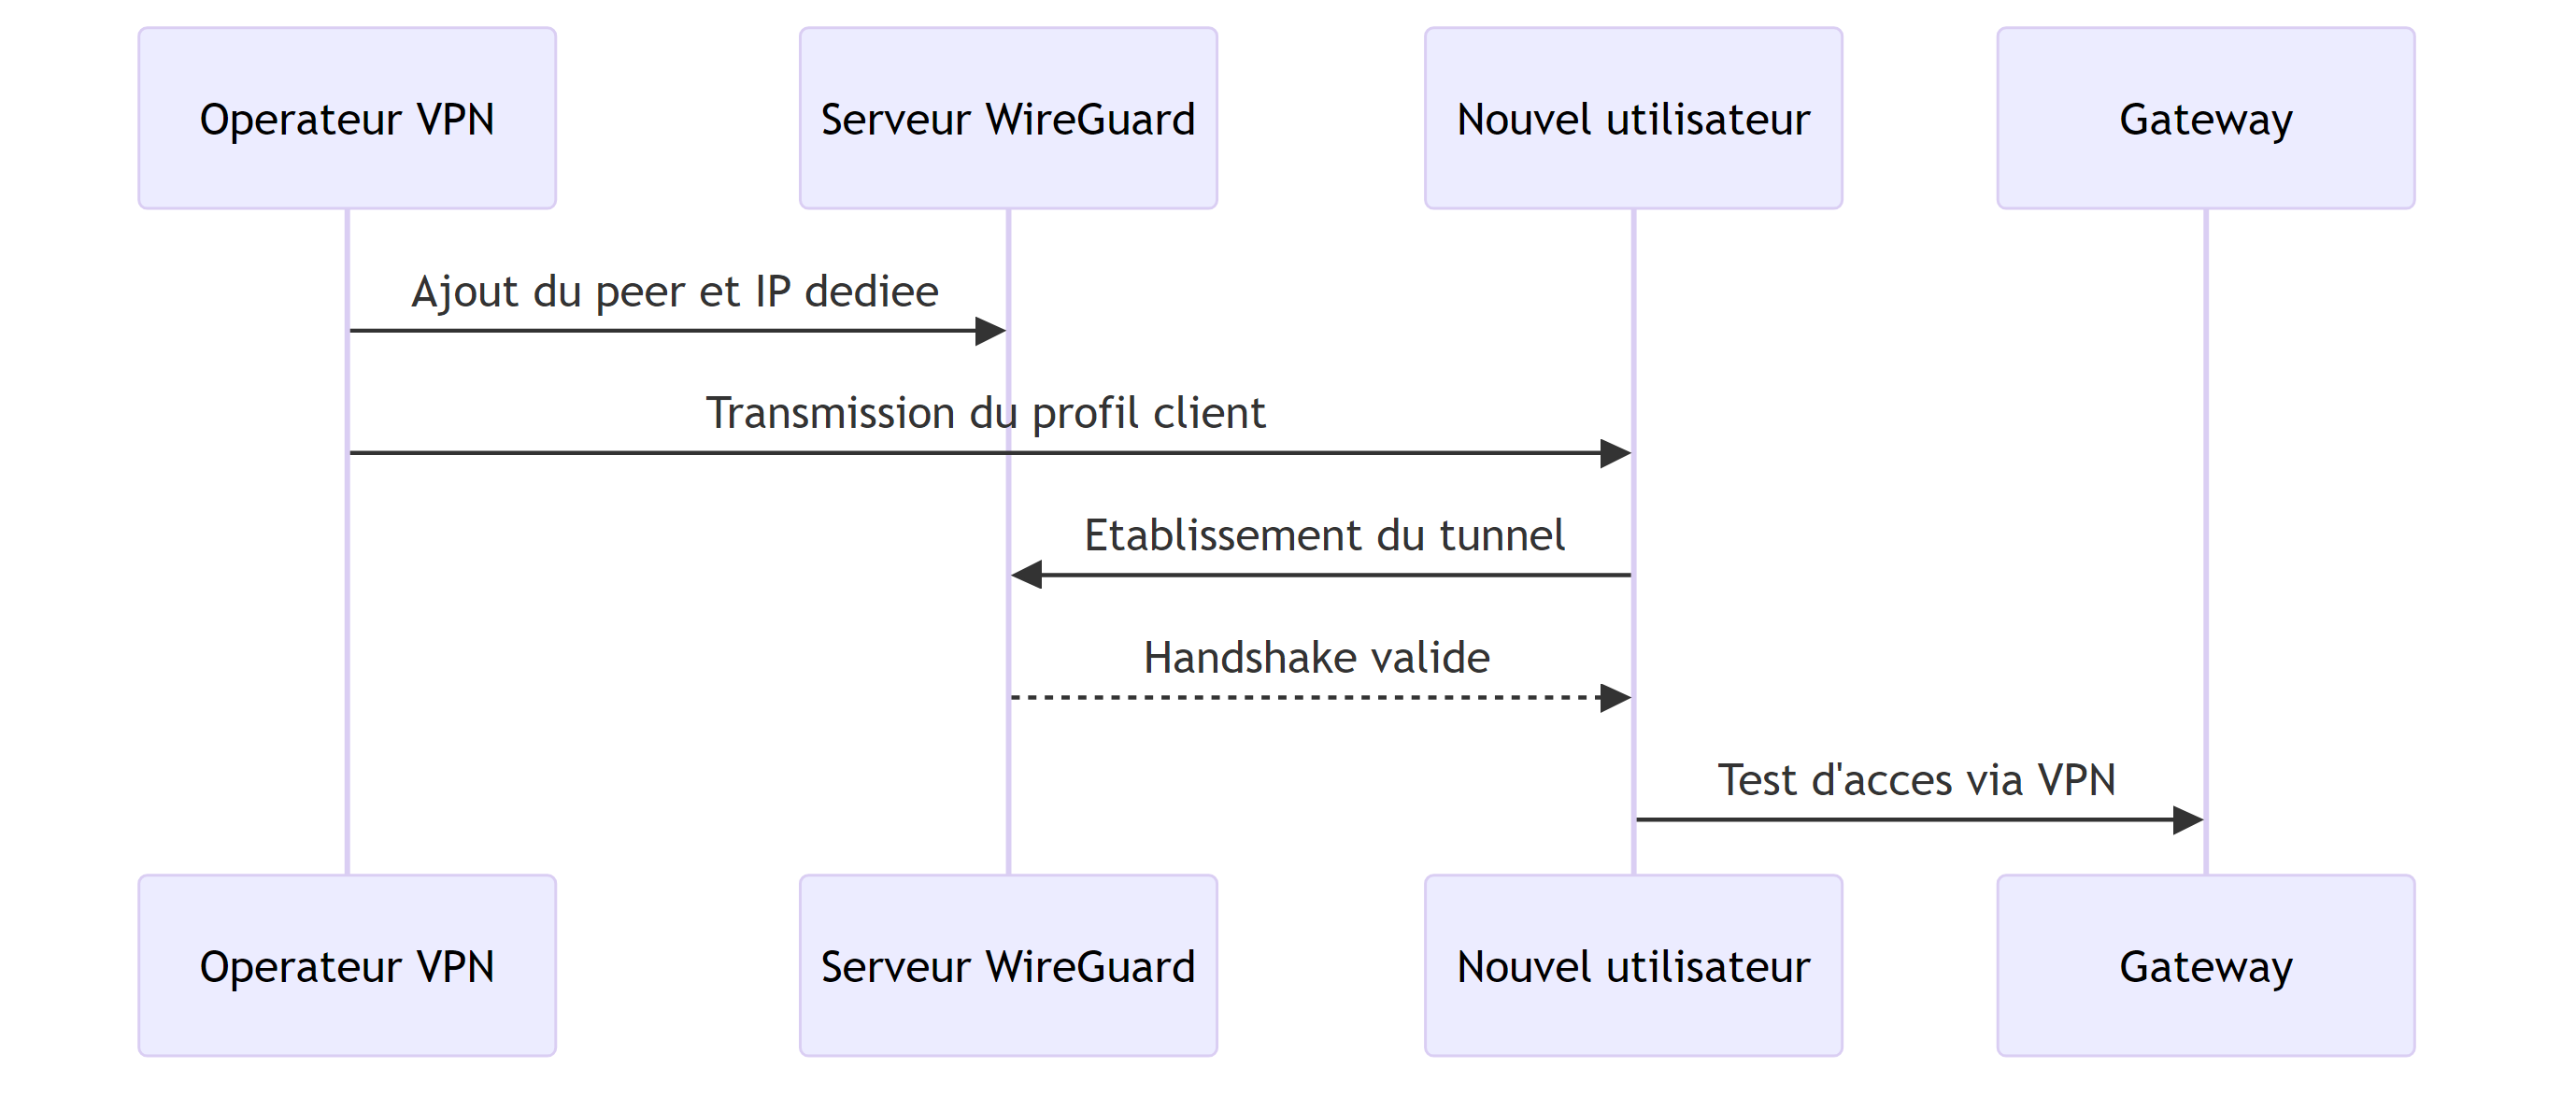 Operateur VPN
Serveur WireGuard
Nouvel utilisateur
Gateway
Ajout du peer et IP dediee
Transmission du profil client
Etablissement du tunnel
Handshake valide
Test d'acces via VPN
Operateur VPN
Serveur WireGuard
Nouvel utilisateur
Gateway